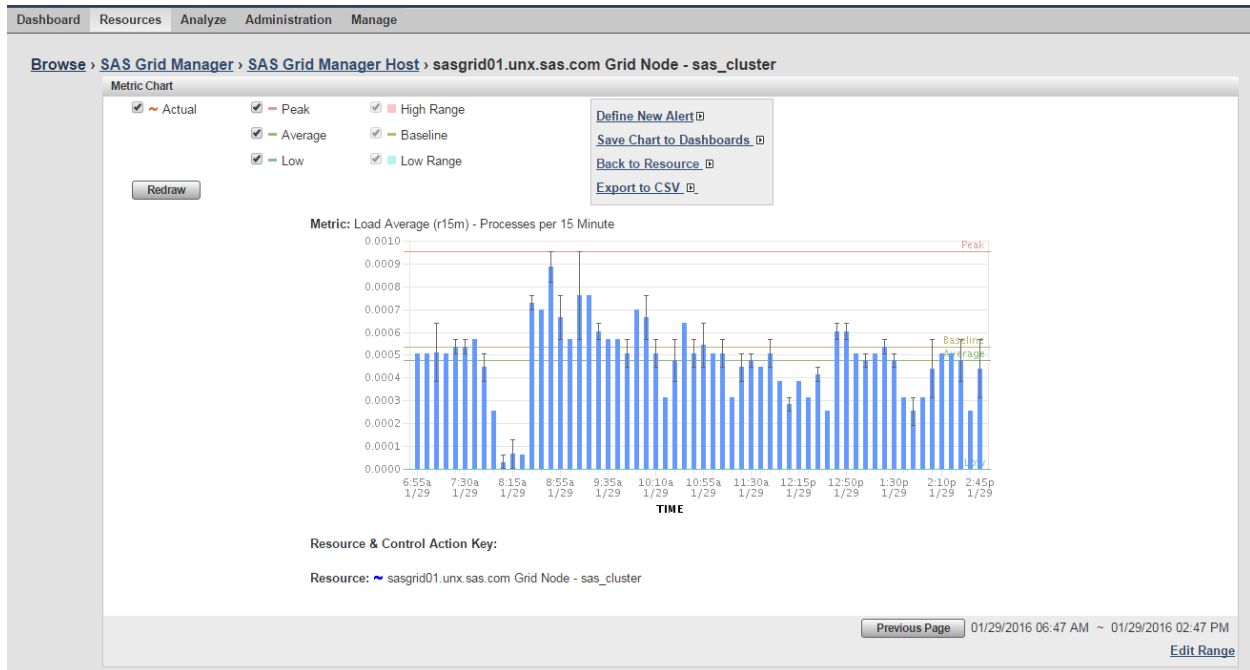 Dashboard Resources Analyze Administration Manage
Browse › SAS Grid Manager › SAS Grid Manager Host › sasgrid01.unx.sas.com Grid Node - sas_cluster
Metric Chart
~ Actual – Peak High Range
– Average – Baseline
– Low Low Range
Redraw
Define New Alert
Save Chart to Dashboards
Back to Resource
Export to CSV
Metric: Load Average (r15m) - Processes per 15 Minute
0.0010
0.0009
0.0008
0.0007
0.0006
0.0005
0.0004
0.0003
0.0002
0.0001
0.0000
Peak
Baseline
Average
Low
6:55a 7:30a 8:15a 8:55a 9:35a 10:10a 10:55a 11:30a 12:15p 12:50p 1:30p 2:10p 2:45p
1/29 1/29 1/29 1/29 1/29 1/29 1/29 1/29 1/29 1/29 1/29 1/29 1/29
TIME
Resource & Control Action Key:
Resource: ~ sasgrid01.unx.sas.com Grid Node - sas_cluster
Previous Page 01/29/2016 06:47 AM ~ 01/29/2016 02:47 PM
Edit Range